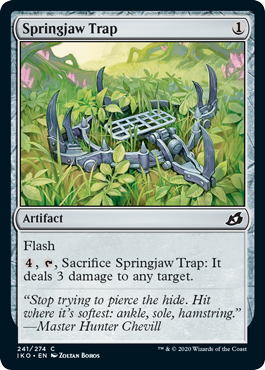 Springjaw Trap 1
Artifact
Flash
4, T, Sacrifice Springjaw Trap: It
deals 3 damage to any target.
“Stop trying to pierce the hide. Hit
where it’s softest: ankle, sole, hamstring.”
—Master Hunter Chevill
241/274 C
IKO • EN Zoltan Boros
™ & © 2020 Wizards of the Coast